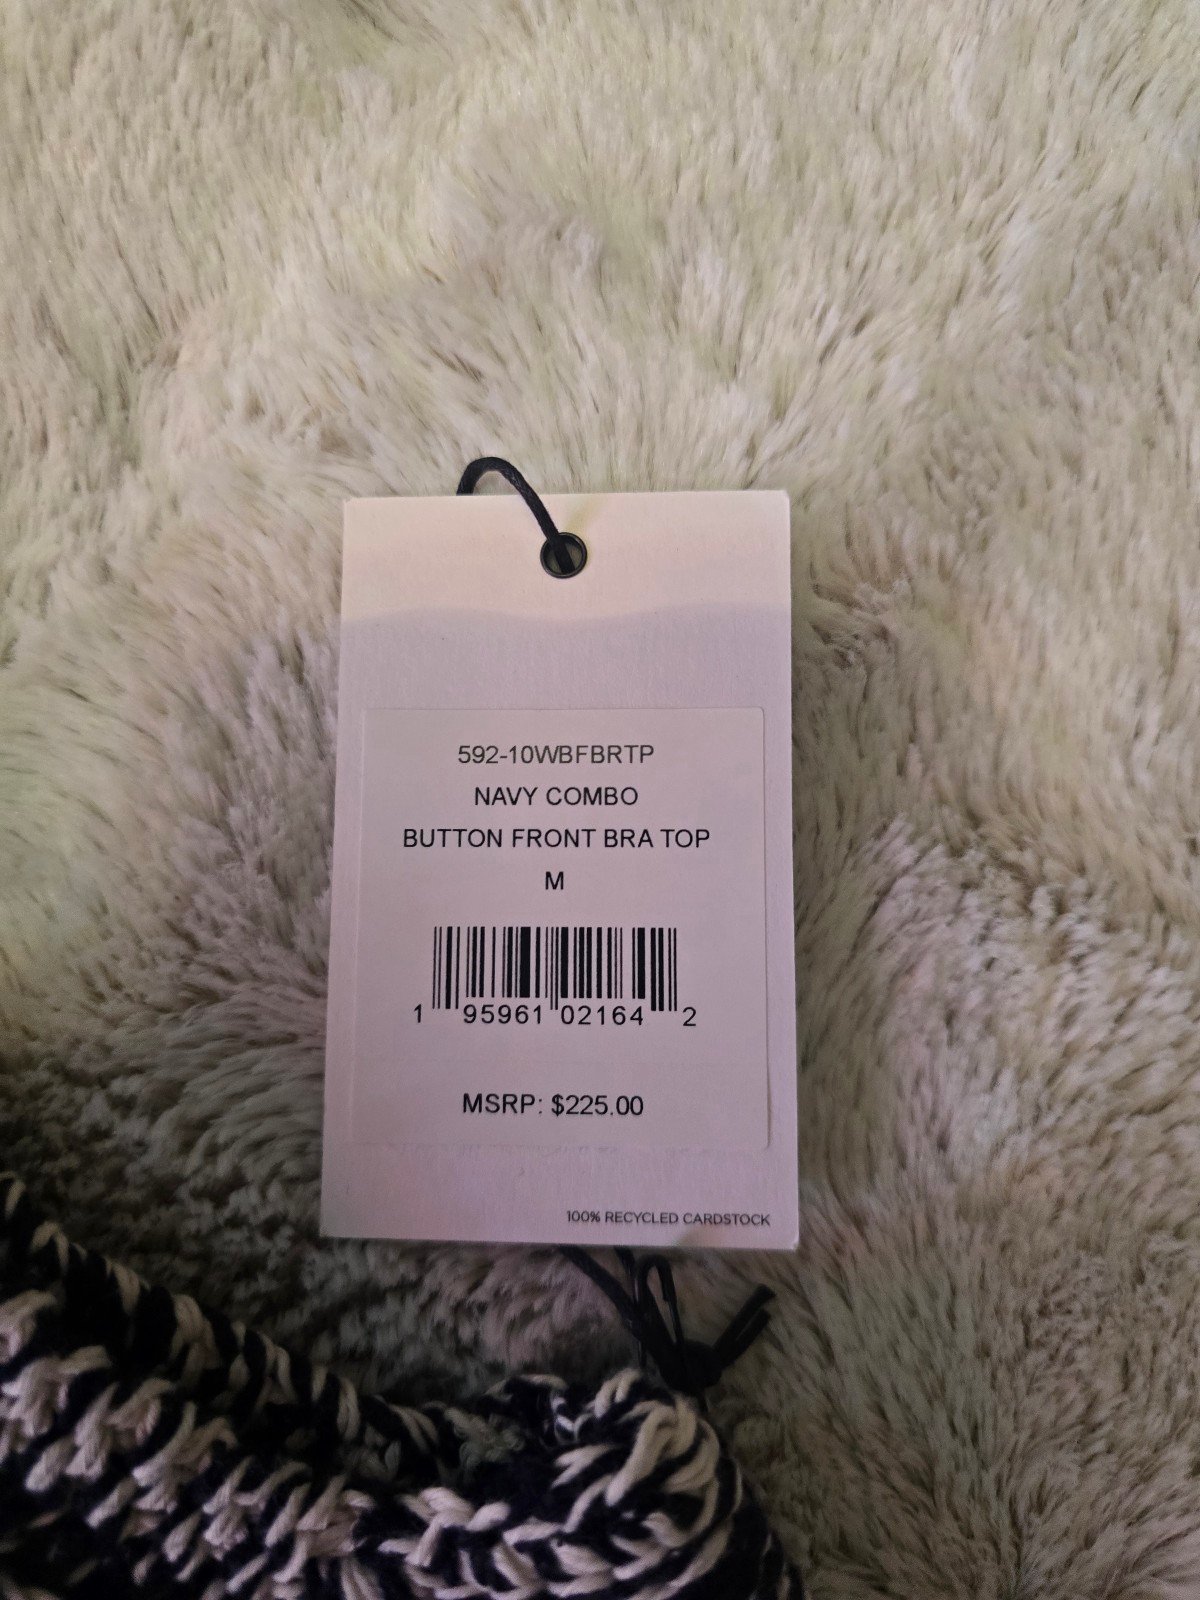 592-10WBFBRTP
NAVY COMBO
BUTTON FRONT BRA TOP
M
1 95961 02164 2
MSRP: $225.00
100% RECYCLED CARDSTOCK